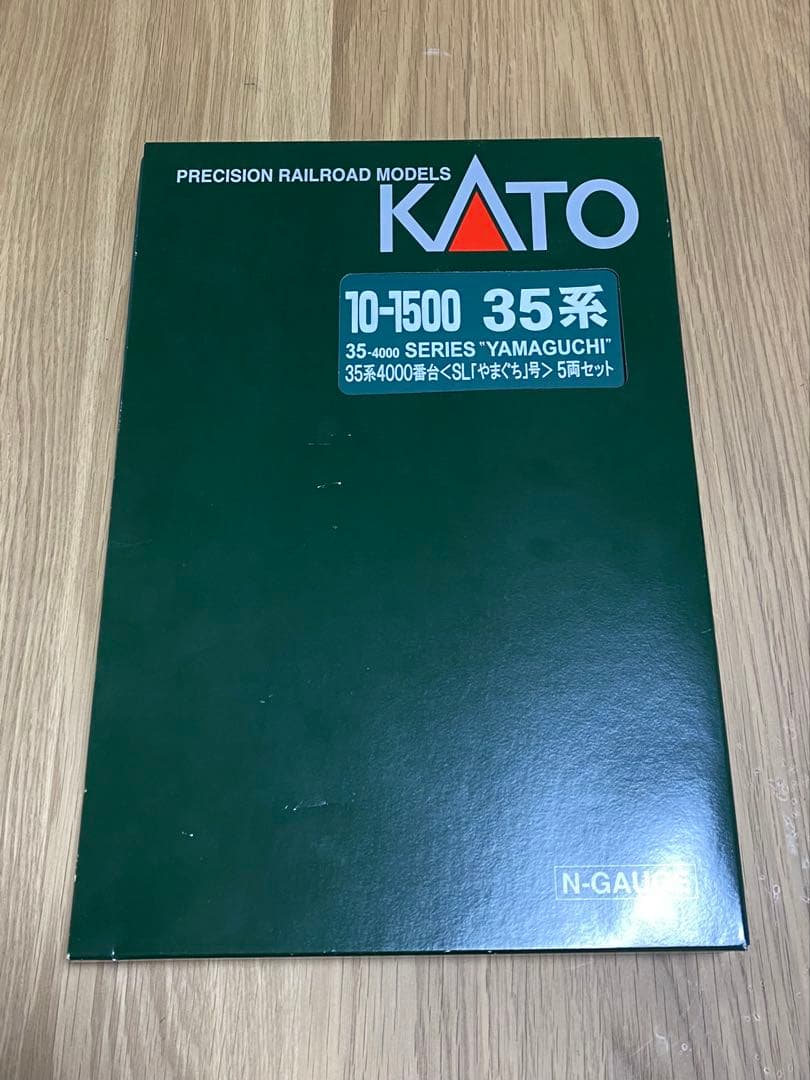 PRECISION RAILROAD MODELS
KATO
10-1500 35系
35-4000 SERIES "YAMAGUCHI"
35系4000番台<SL「やまぐち」号>5両セット
N-GAUGE